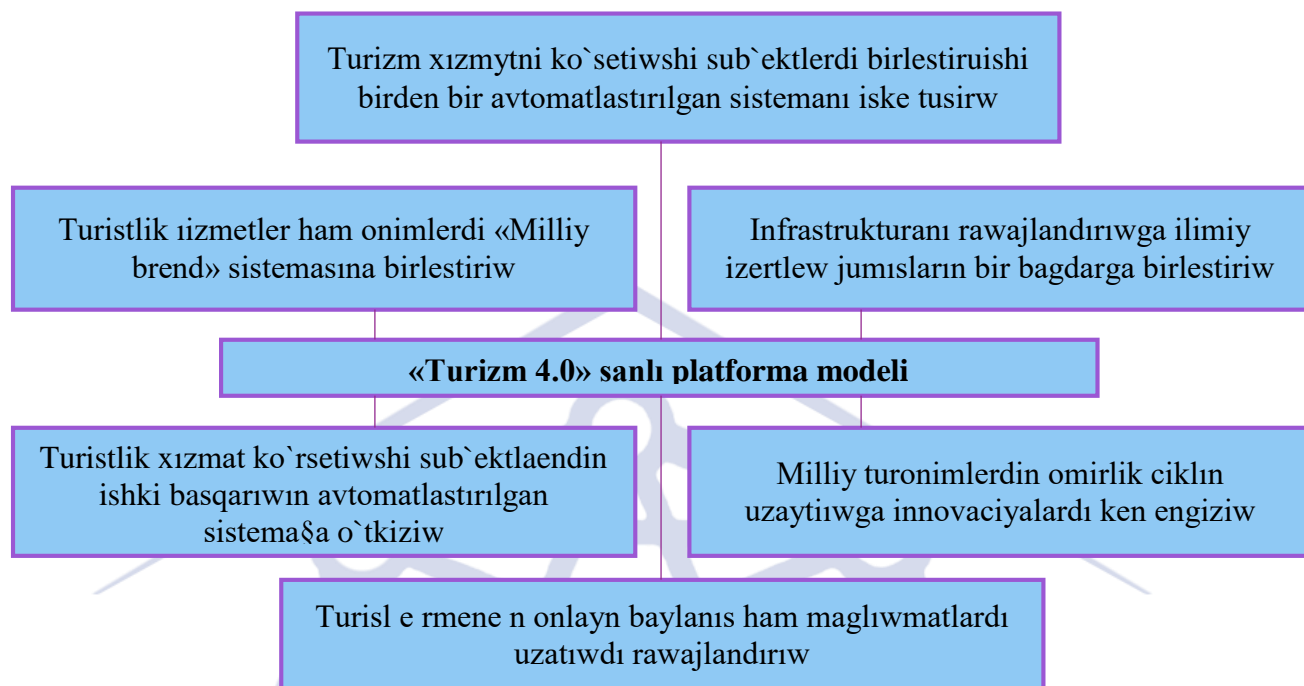 Turizm xızmytni ko`setiwshi sub`ektlerdi birlestiruishi
birden bir avtomatlastırılgan sistemanı iske tusirw
Turistlik ıizmetler ham onimlerdi «Milliy
brend» sistemasına birlestiriw
Infrastrukturanı rawajlandırıwga ilimiy
izertlew jumısların bir bagdarga birlestiriw
«Turizm 4.0» sanlı platforma modeli
Turistlik xızmat ko`rsetiwshi sub`ektlaendin
ishki basqarıwın avtomatlastırılgan
sistema§a o`tkiziw
Milliy turonimlerdin omirlik ciklın
uzaytiıwga innovaciyalardı ken engiziw
Turisl e rmene n onlayn baylanıs ham maglıwmatlardı
uzatıwdı rawajlandırıw